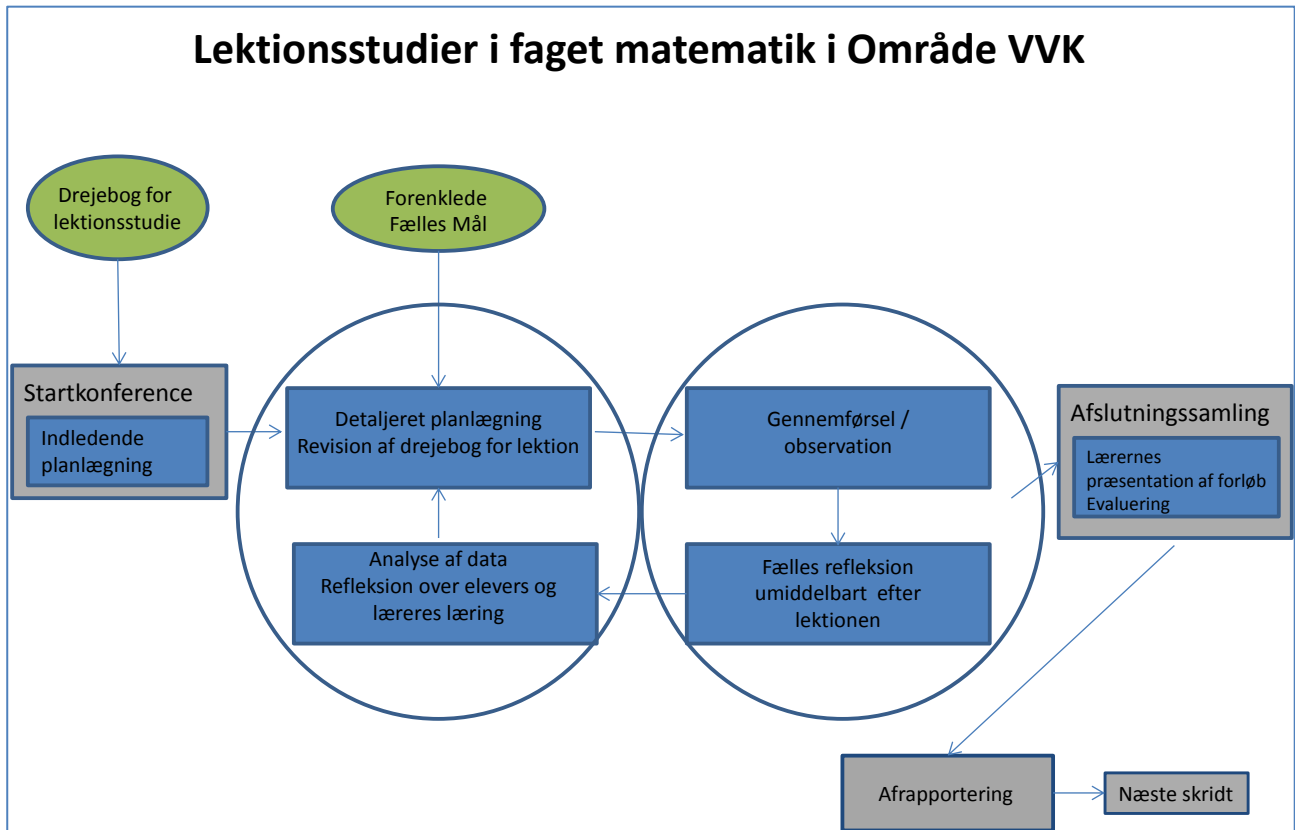 Lektionsstudier i faget matematik i Område VVK
Drejebog for
lektionsstudie
Forenklede
Fælles Mål
Startkonference
Indledende
planlægning
Detaljeret planlægning
Revision af drejebog for lektion
Gennemførsel /
observation
Afslutningssamling
Lærernes
præsentation af forløb
Evaluering
Analyse af data
Refleksion over elevers og
læreres læring
Fælles refleksion
umiddelbart efter
lektionen
Afrapportering
Næste skridt